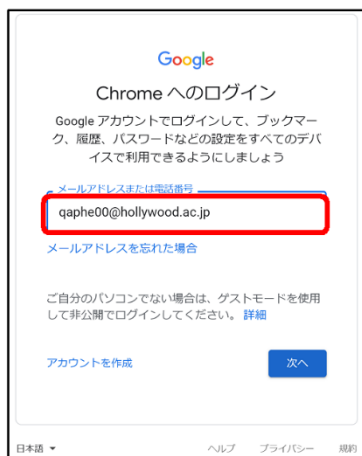 Google
Chrome へのログイン
Google アカウントでログインして、ブックマー
ク、履歴、パスワードなどの設定をすべてのデバ
イスで利用できるようにしましょう
メールアドレスまたは電話番号
qaphe00@hollywood.ac.jp
メールアドレスを忘れた場合
ご自分のパソコンでない場合は、ゲストモードを使用
して非公開でログインしてください。 詳細
アカウントを作成
次へ
日本語 ヘルプ プライバシー 規約